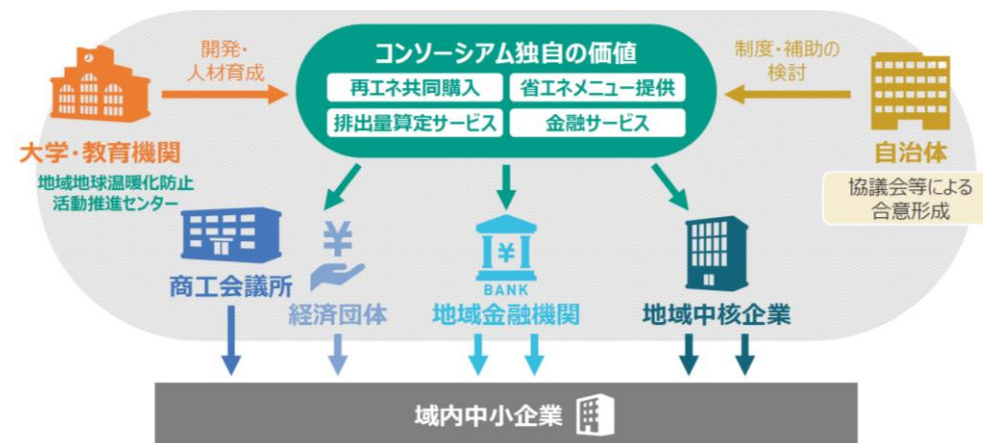 コンソーシアム独自の価値
再エネ共同購入
省エネメニュー提供
排出量算定サービス
金融サービス
開発・
人材育成
制度・補助の
検討
大学・教育機関
地域地球温暖化防止
活動推進センター
自治体
協議会等による
合意形成
商工会議所
¥
経済団体
¥
BANK
地域金融機関
地域中核企業
域内中小企業